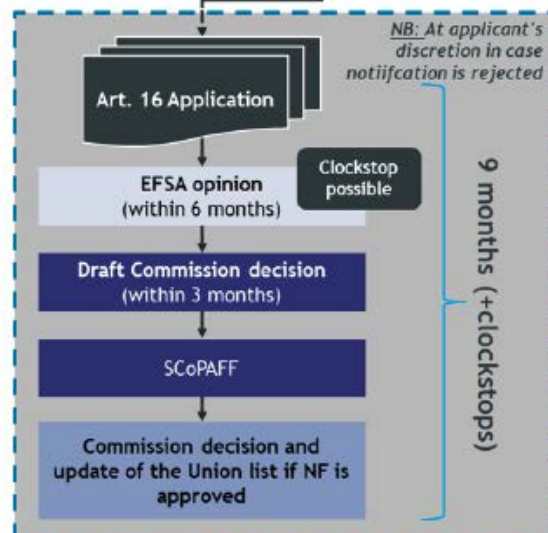 NB: At applicant's
discretion in case
notiifcation is rejected
Art. 16 Application
Clockstop
possible
EFSA opinion
(within 6 months)
Draft Commission decision
(within 3 months)
SCoPAFF
Commission decision and
update of the Union list if NF is
approved
9 months (+clockstops)